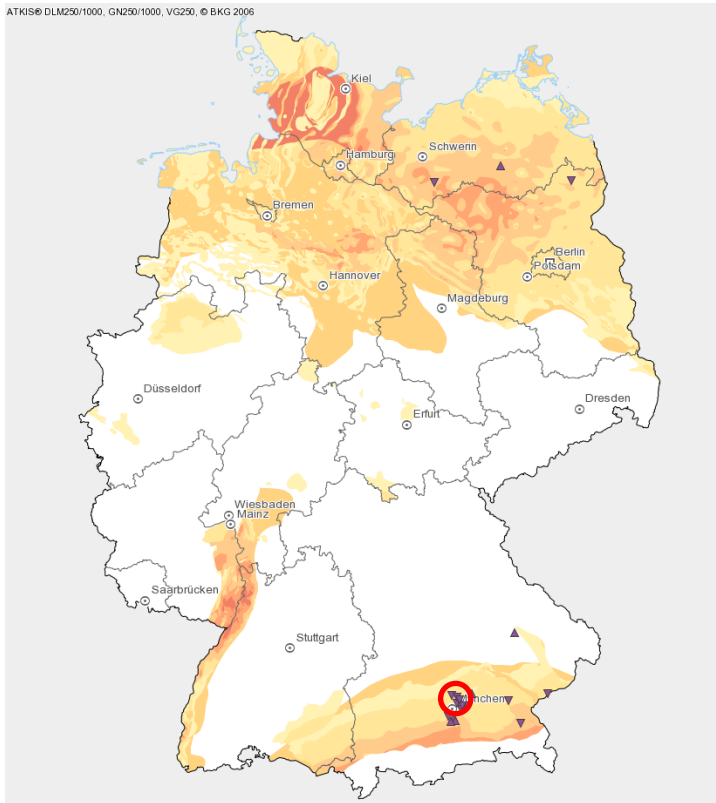 ATKIS® DLM250/1000, GN250/1000, VG250, © BKG 2006
Kiel
Schwerin
Hamburg
Bremen
Berlin
Potsdam
Hannover
Magdeburg
Düsseldorf
Dresden
Erfurt
Wiesbaden
Mainz
Saarbrücken
Stuttgart
München